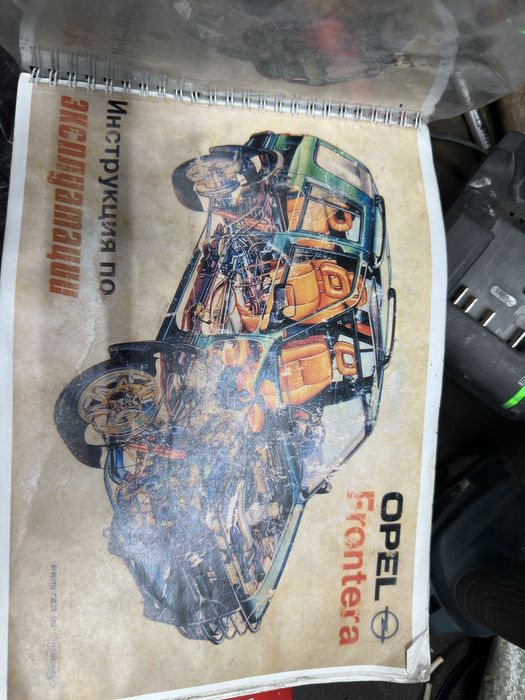 OPEL
Frontera
Инструкция по
эксплуатации